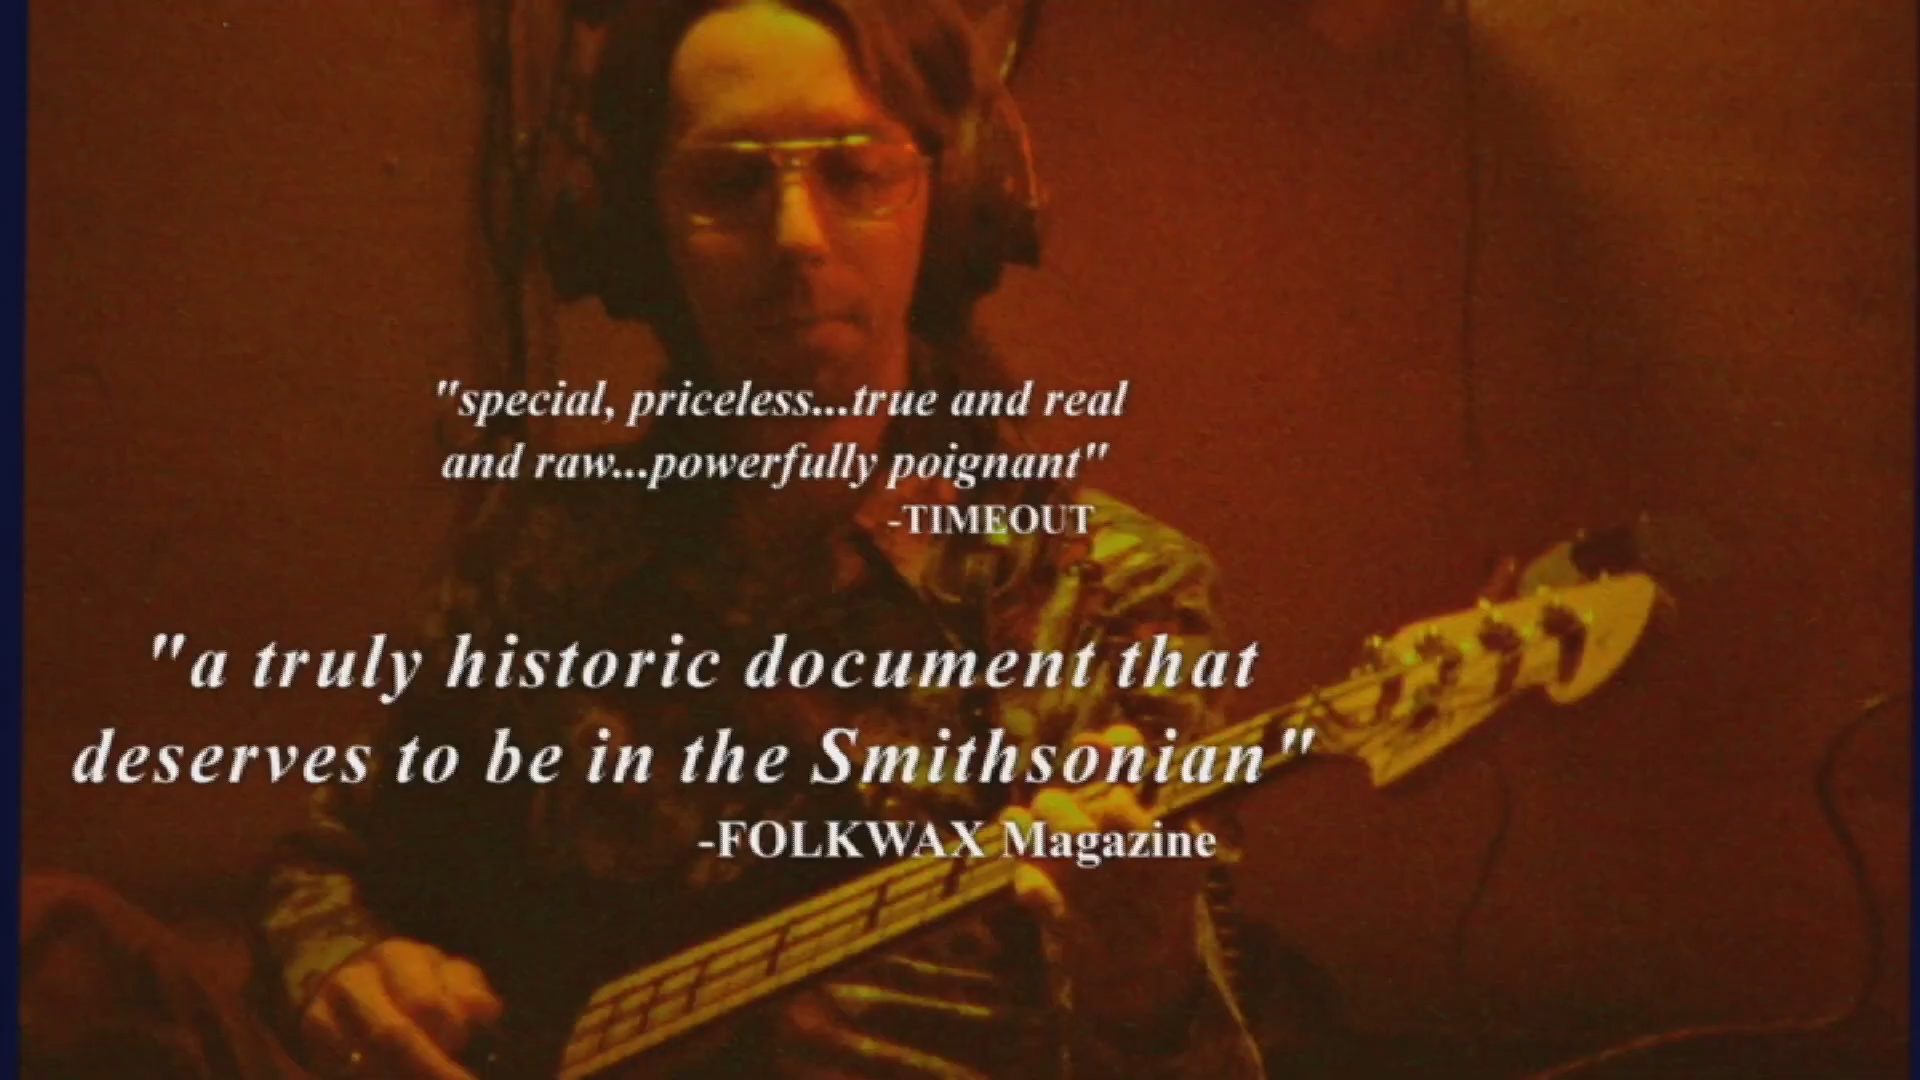 "special, priceless...true and real
and raw...powerfully poignant"
-TIMEOUT
"a truly historic document that
deserves to be in the Smithsonian"
-FOLKWAX Magazine